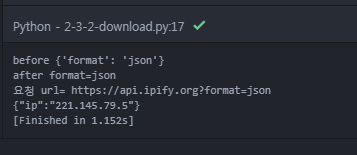 Python - 2-3-2-download.py:17
before {'format': 'json'}
after format=json
요청 url= https://api.ipify.org?format=json
{"ip":"221.145.79.5"}
[Finished in 1.152s]